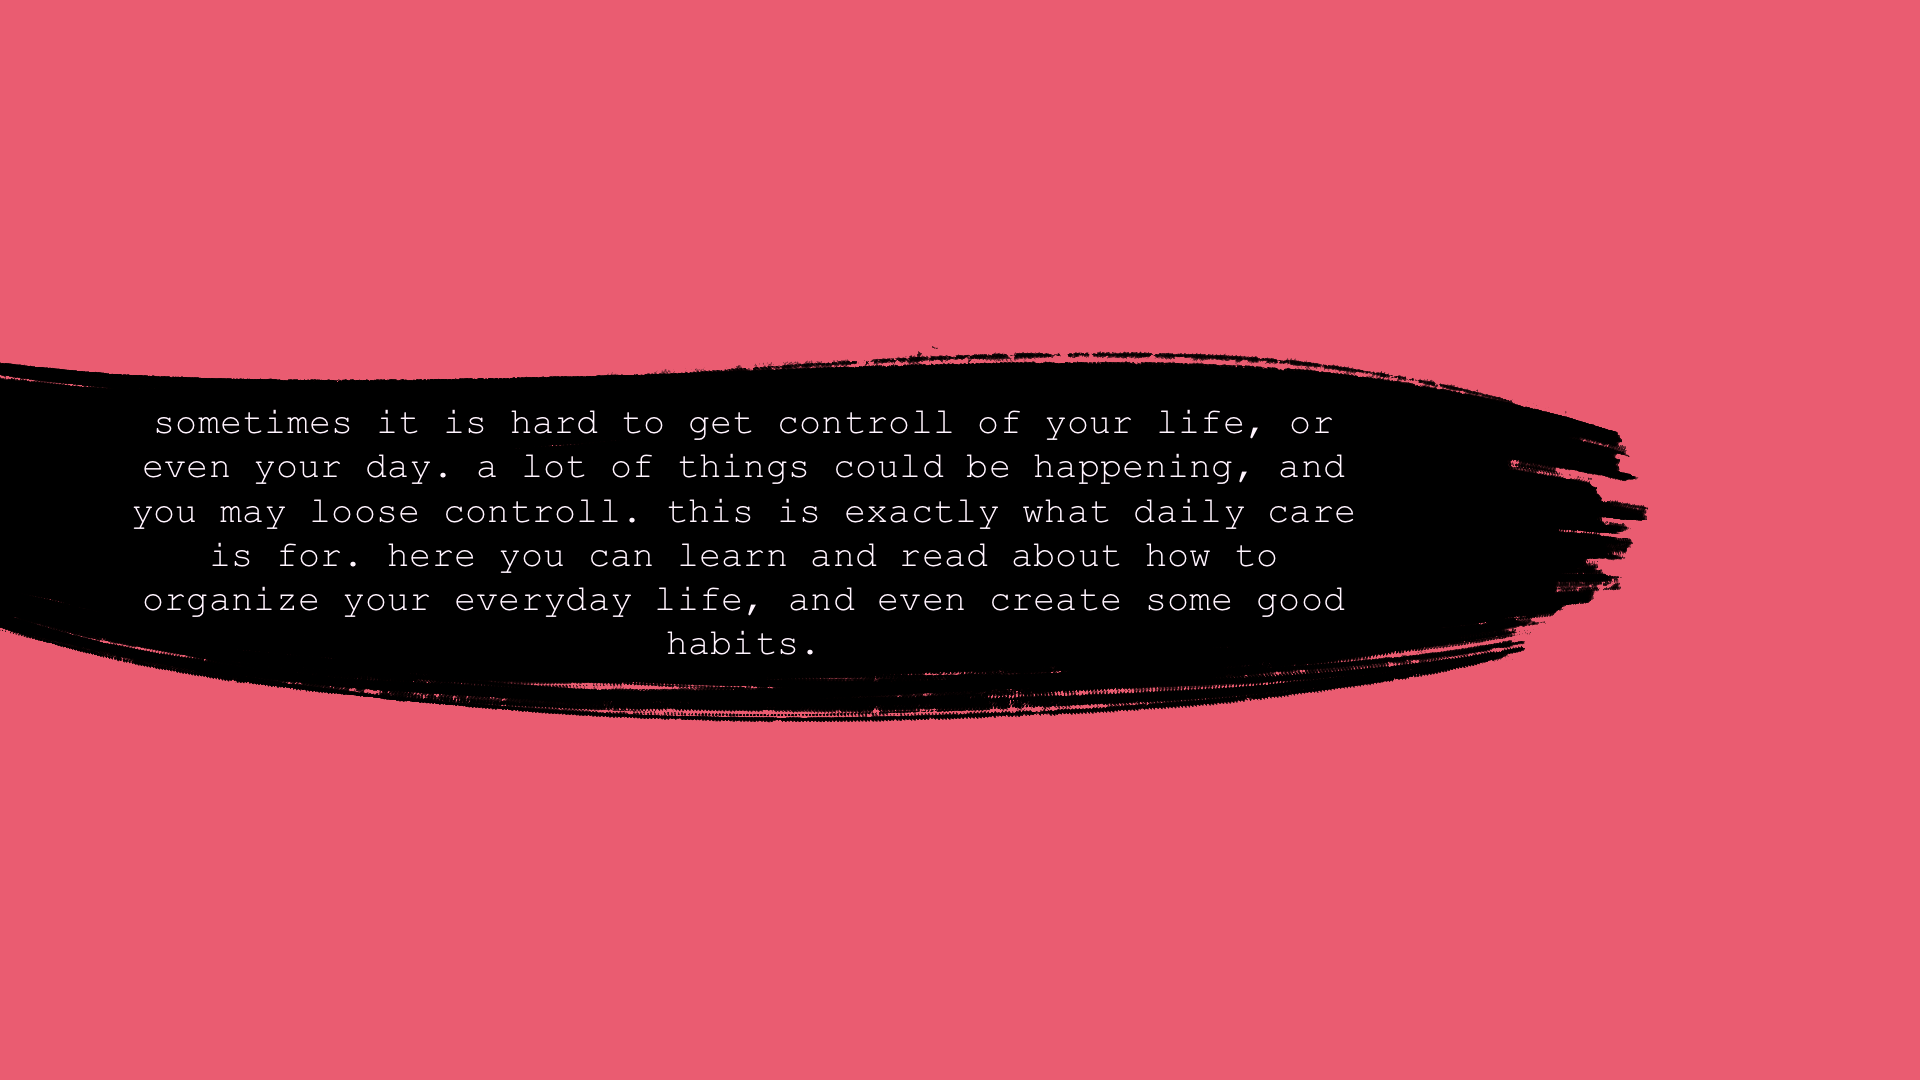 sometimes it is hard to get controll of your life, or
even your day. a lot of things could be happening, and
you may loose controll. this is exactly what daily care
is for. here you can learn and read about how to
organize your everyday life, and even create some good
habits.